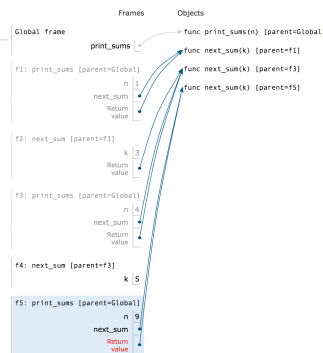 Frames Objects
Global frame
print_sums
func print_sums(n) [parent=Global
func next_sum(k) [parent=f1]
func next_sum(k) [parent=f3]
func next_sum(k) [parent=f5]
f1: print_sums [parent=Global]
n 1
next_sum
Return
value
f2: next_sum [parent=f1]
k 3
Return
value
f3: print_sums [parent=Global]
n 4
next_sum
Return
value
f4: next_sum [parent=f3]
k 5
f5: print_sums [parent=Global]
n 9
next_sum
Return
value